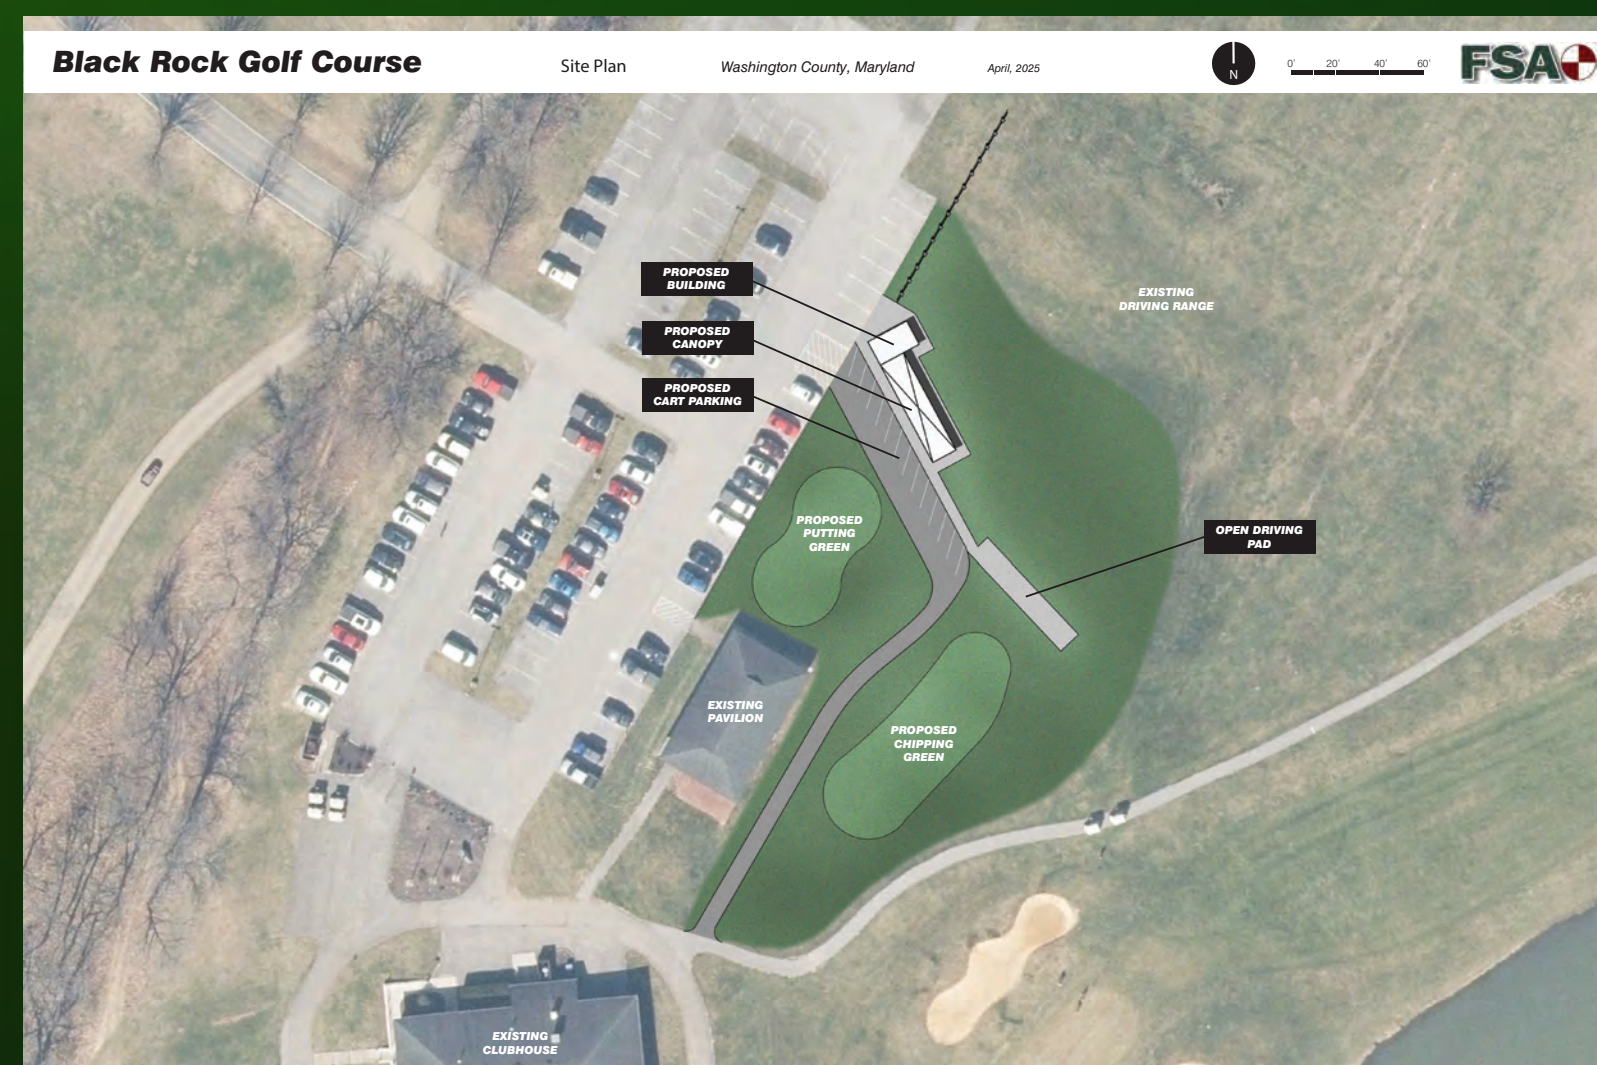 Black Rock Golf Course
Site Plan
Washington County, Maryland
April, 2025
N
0' 20' 40' 60'
FSA
PROPOSED
BUILDING
PROPOSED
CANOPY
PROPOSED
CART PARKING
EXISTING
DRIVING RANGE
PROPOSED
PUTTING
GREEN
OPEN DRIVING
PAD
EXISTING
PAVILION
PROPOSED
CHIPPING
GREEN
EXISTING
CLUBHOUSE